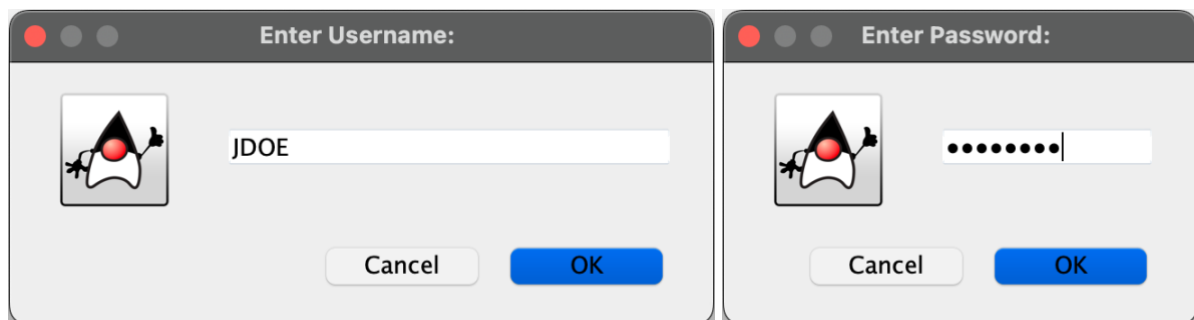 Enter Username:
JDOE
Cancel
OK
Enter Password:
••••••••
Cancel
OK